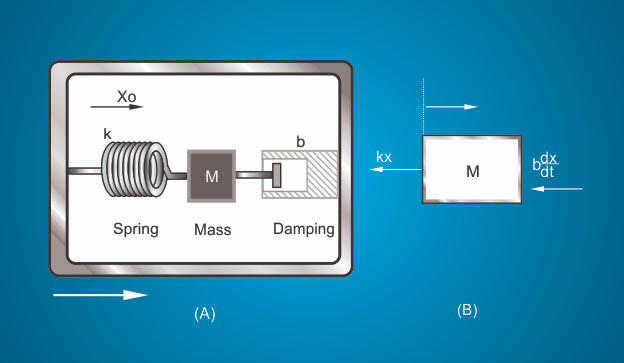 Xo
k
b
M
Spring
Mass
Damping
(A)
kx
M
b dx/dt
(B)